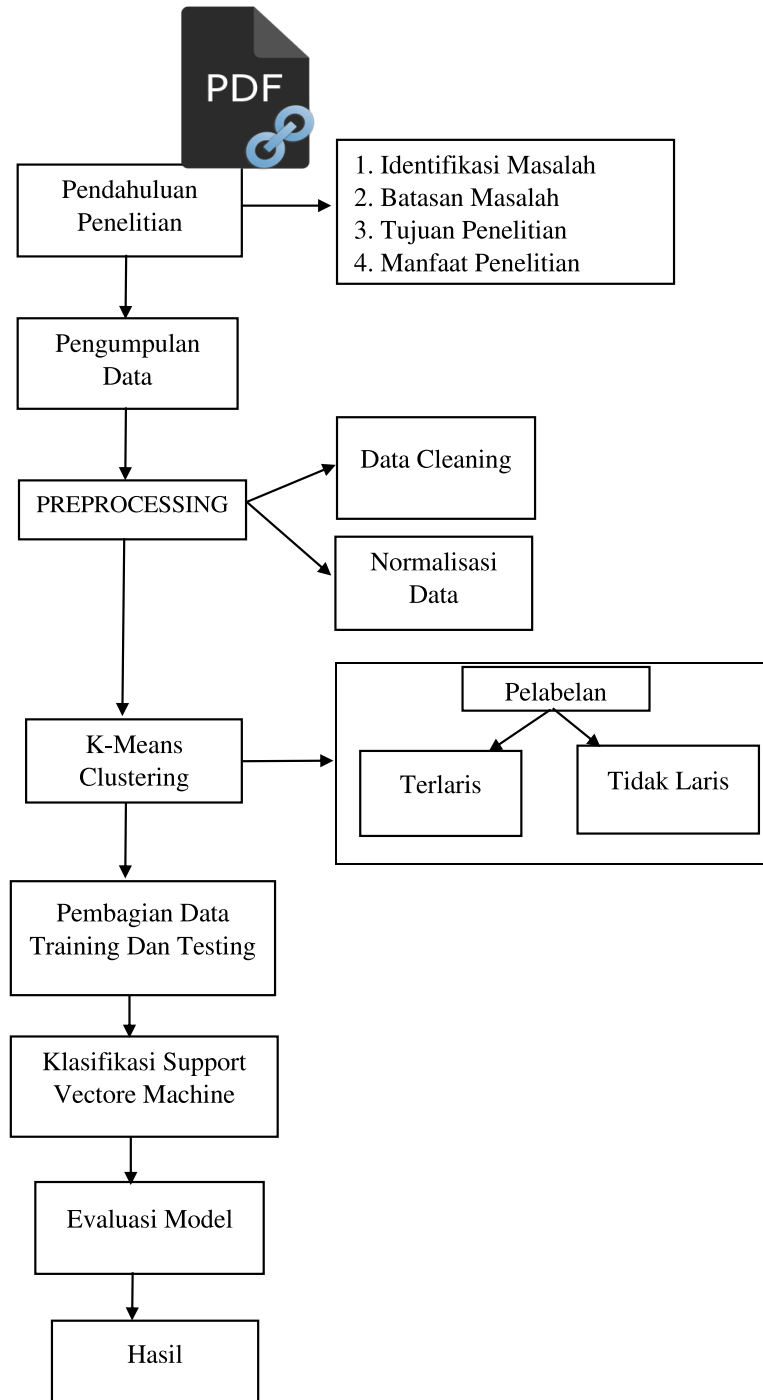 PDF
Pendahuluan
Penelitian
1. Identifikasi Masalah
2. Batasan Masalah
3. Tujuan Penelitian
4. Manfaat Penelitian
Pengumpulan
Data
PREPROCESSING
Data Cleaning
Normalisasi
Data
K-Means
Clustering
Pelabelan
Terlaris
Tidak Laris
Pembagian Data
Training Dan Testing
Klasifikasi Support
Vectore Machine
Evaluasi Model
Hasil